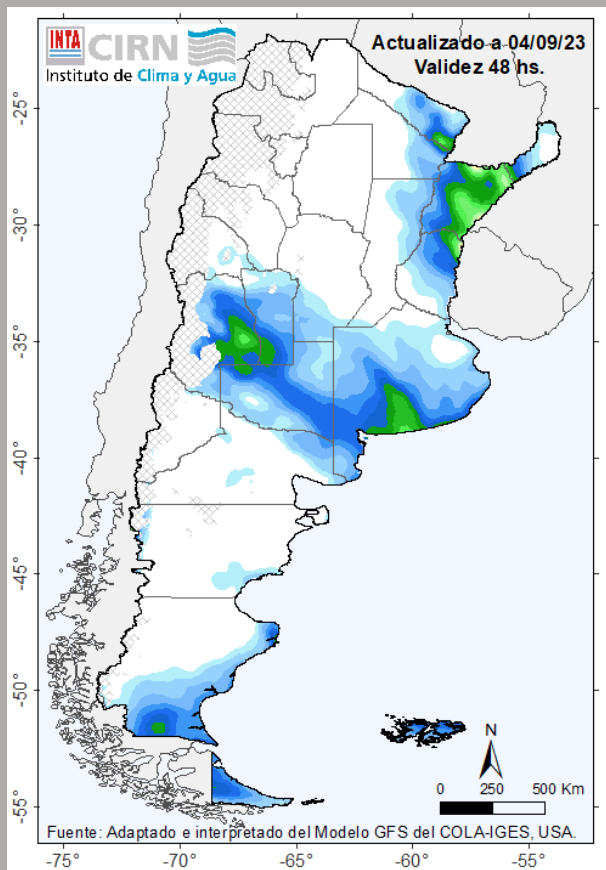 INTA CIRN
Instituto de Clima y Agua
Actualizado a 04/09/23
Validez 48 hs.
-25°
-30°
-35°
-40°
-45°
-50°
-55°
N
0 250 500 Km
Fuente: Adaptado e interpretado del Modelo GFS del COLA-IGES, USA.
-75° -70° -65° -60° -55°